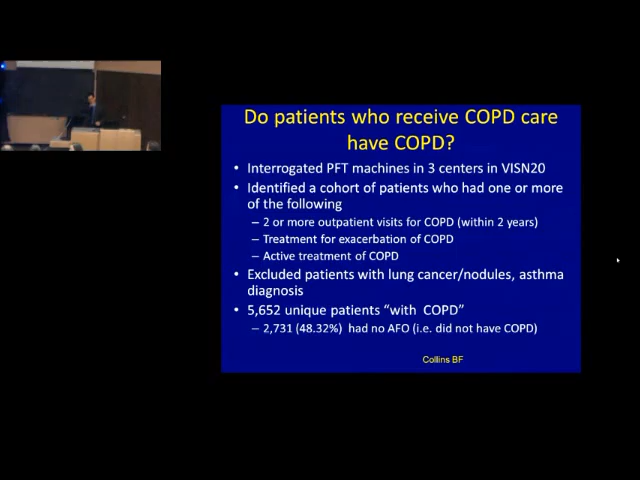 Do patients who receive COPD care
have COPD?
• Interrogated PFT machines in 3 centers in VISN20
• Identified a cohort of patients who had one or more
of the following
– 2 or more outpatient visits for COPD (within 2 years)
– Treatment for exacerbation of COPD
– Active treatment of COPD
• Excluded patients with lung cancer/nodules, asthma
diagnosis
• 5,652 unique patients “with COPD”
– 2,731 (48.32%) had no AFO (i.e. did not have COPD)
Collins BF